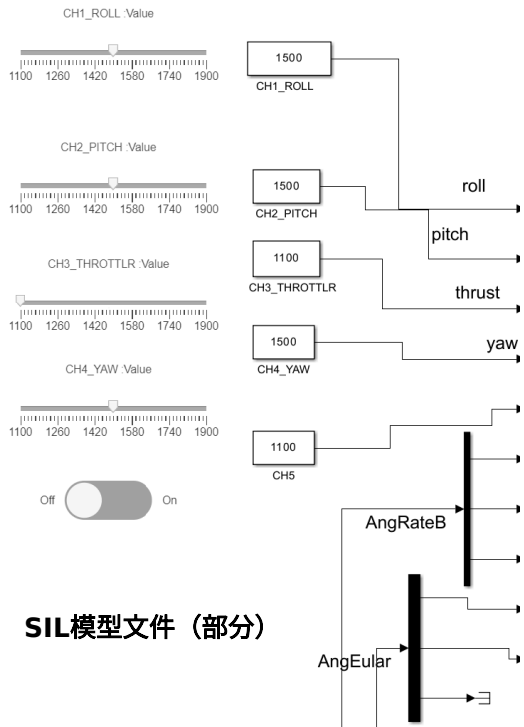 CH1_ROLL :Value
1100 1260 1420 1580 1740 1900
1500
CH1_ROLL
CH2_PITCH :Value
1100 1260 1420 1580 1740 1900
1500
CH2_PITCH
roll
pitch
CH3_THROTTLR :Value
1100 1260 1420 1580 1740 1900
1100
CH3_THROTTLR
thrust
CH4_YAW :Value
1100 1260 1420 1580 1740 1900
1500
CH4_YAW
yaw
1100
CH5
Off On
AngRateB
SIL模型文件（部分）
AngEular